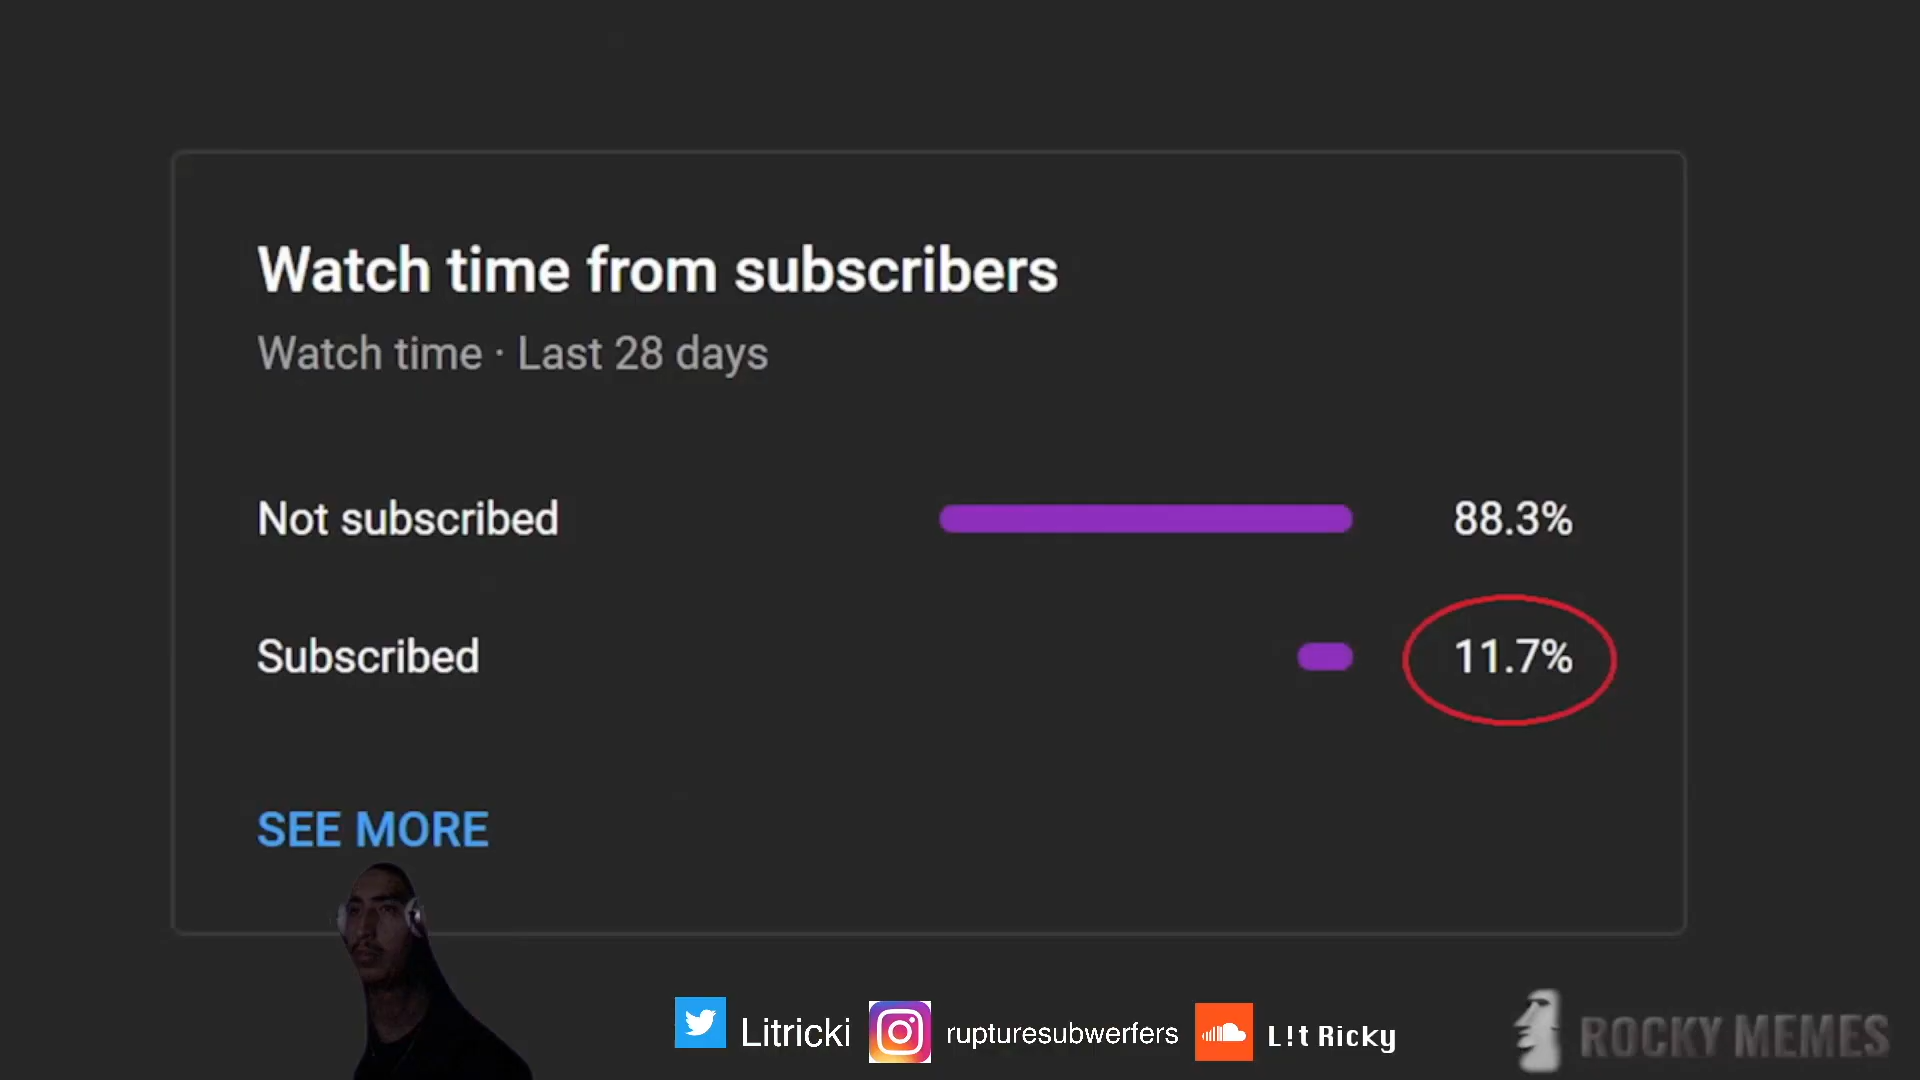 Watch time from subscribers
Watch time · Last 28 days
Not subscribed 88.3%
Subscribed 11.7%
SEE MORE
Litricki rupturesubwerfers L!t Ricky
ROCKY MEMES